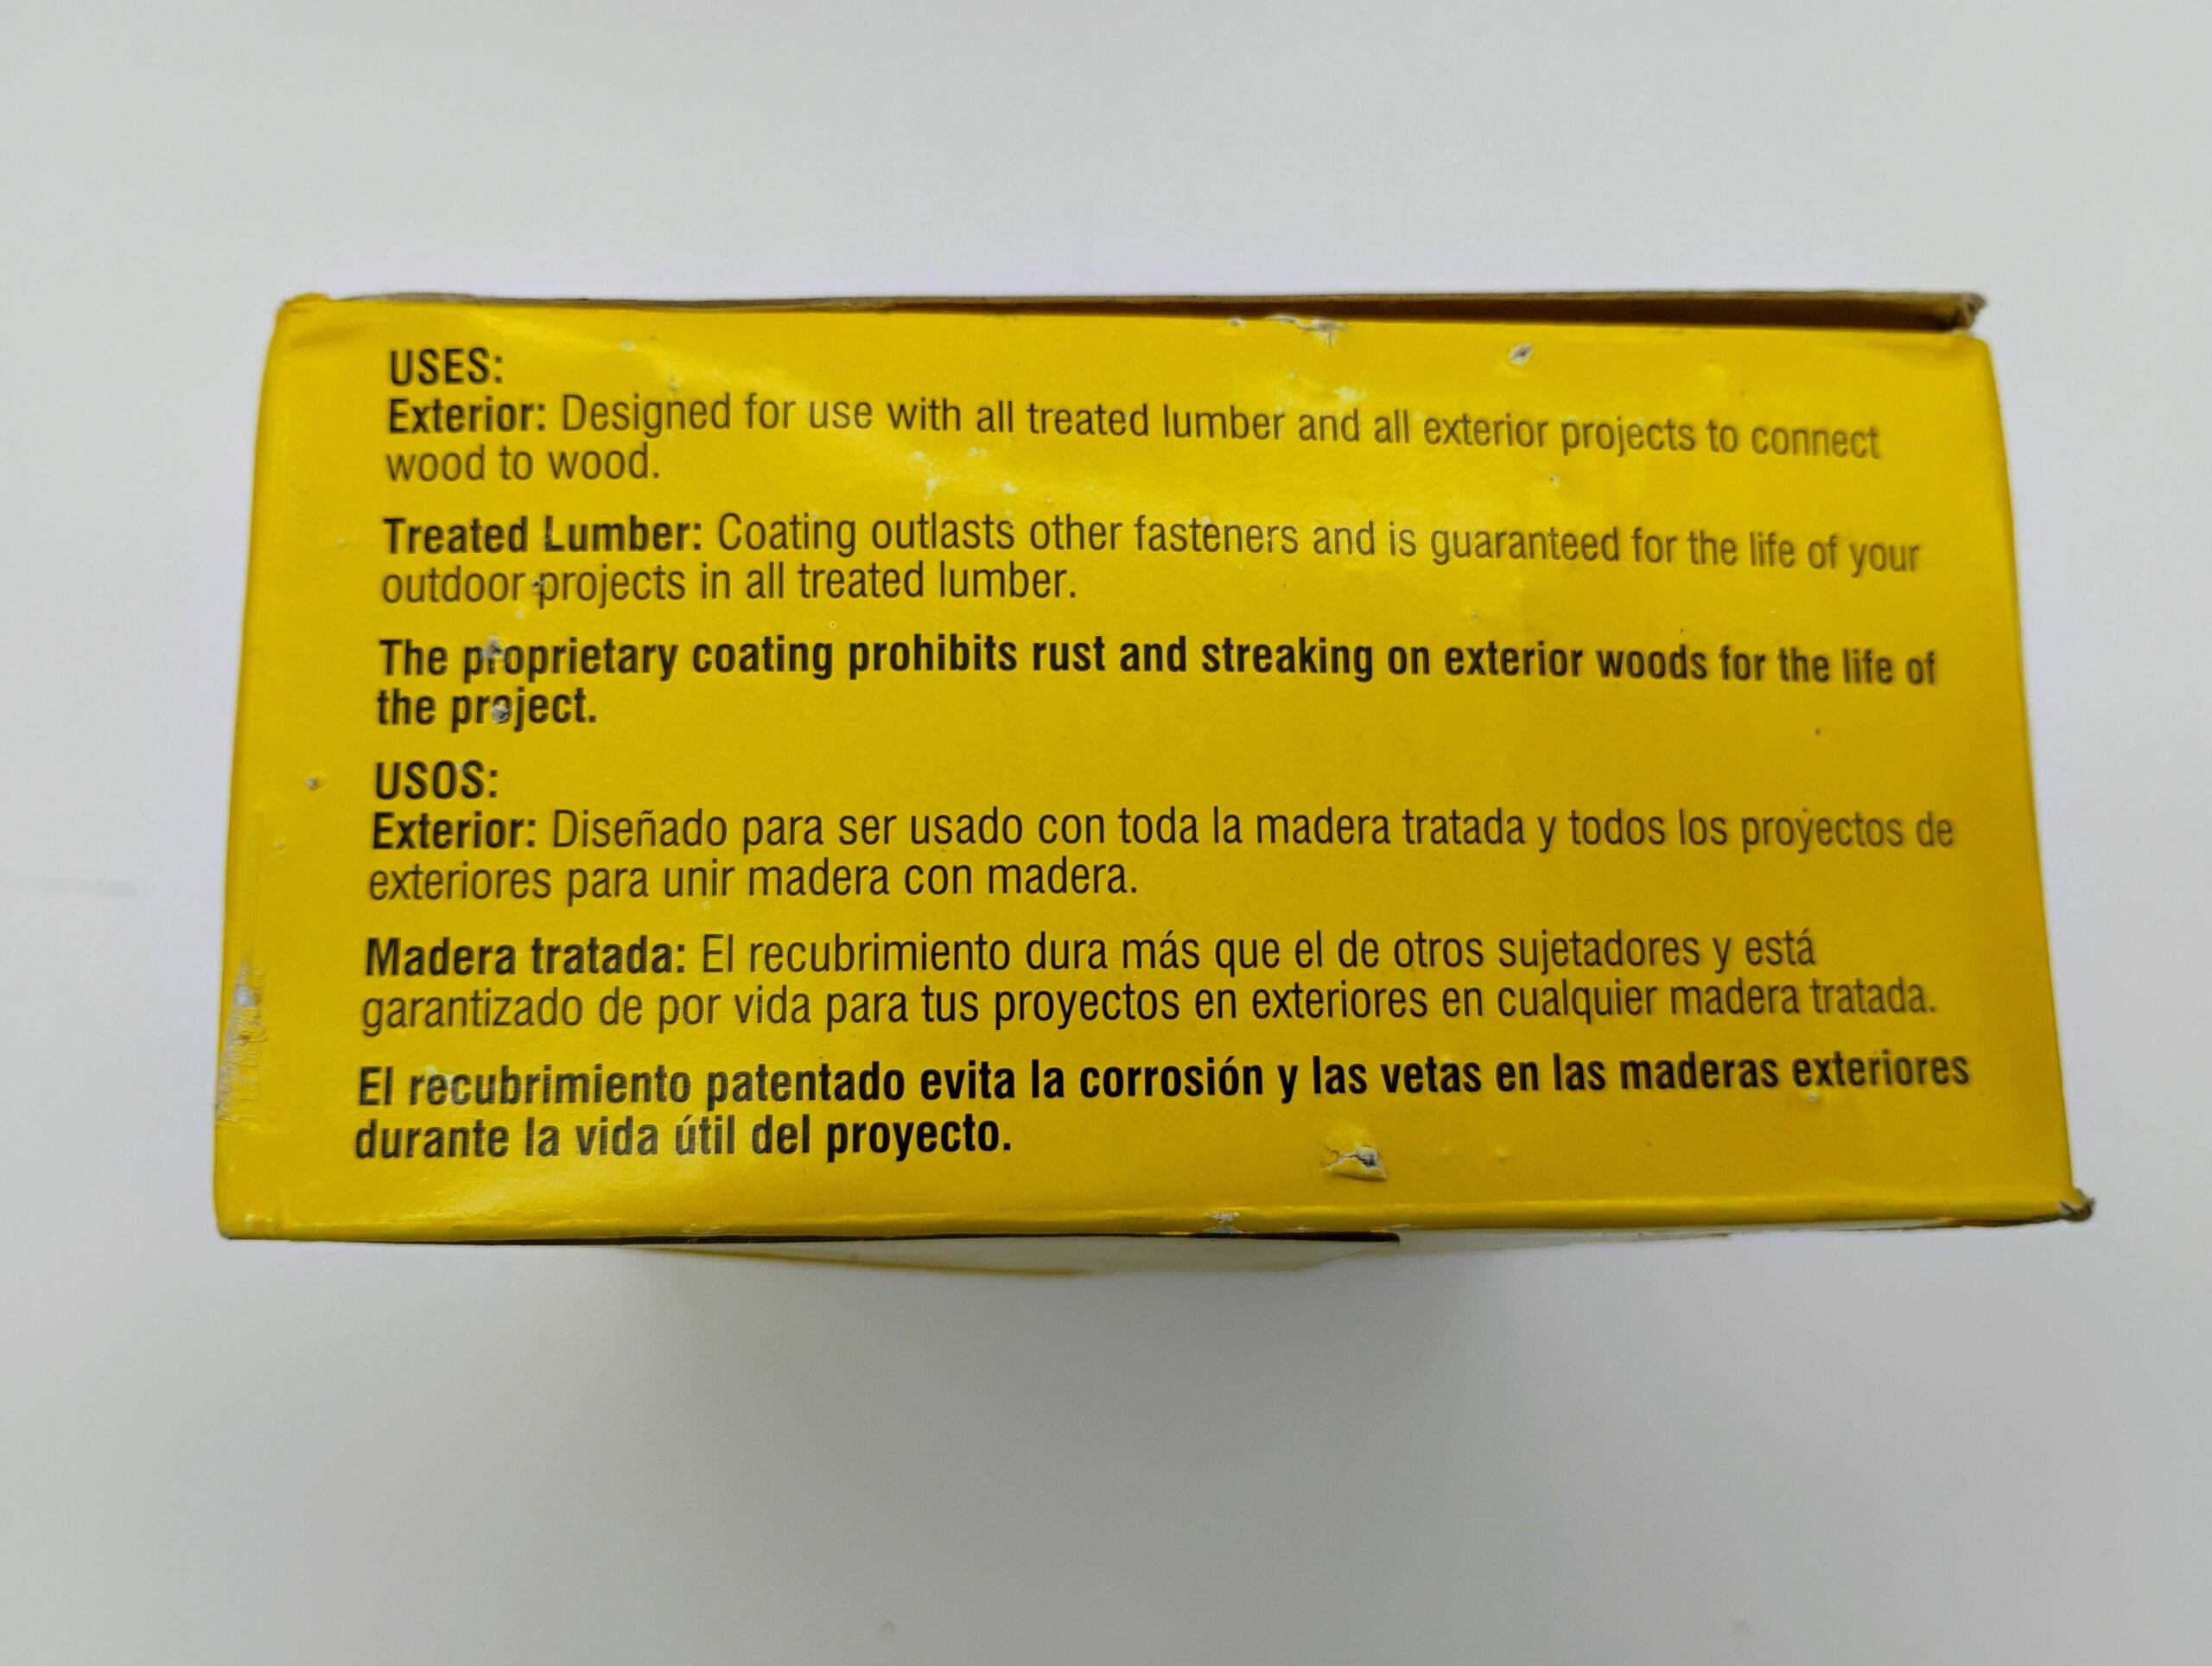 USES:
Exterior: Designed for use with all treated lumber and all exterior projects to connect
wood to wood.
Treated Lumber: Coating outlasts other fasteners and is guaranteed for the life of your
outdoor projects in all treated lumber.
The proprietary coating prohibits rust and streaking on exterior woods for the life of
the project.
USOS:
Exterior: Diseñado para ser usado con toda la madera tratada y todos los proyectos de
exteriores para unir madera con madera.
Madera tratada: El recubrimiento dura más que el de otros sujetadores y está
garantizado de por vida para tus proyectos en exteriores en cualquier madera tratada.
El recubrimiento patentado evita la corrosión y las vetas en las maderas exteriores
durante la vida útil del proyecto.